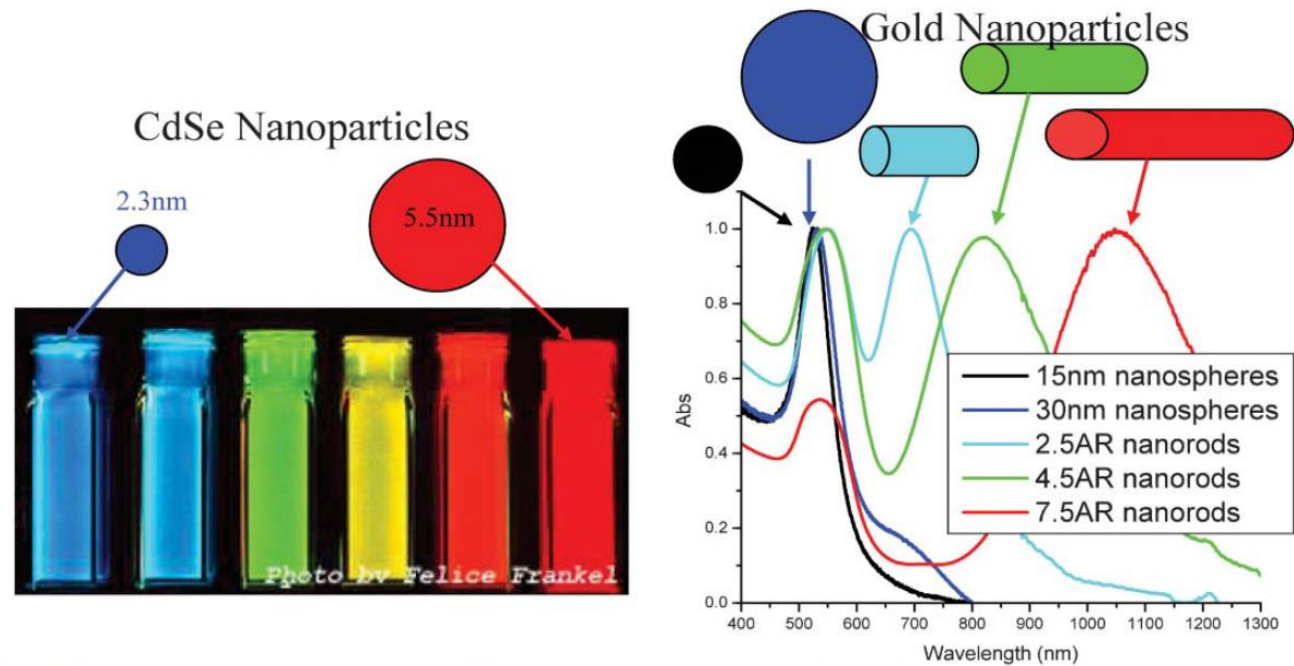 CdSe Nanoparticles
2.3nm
5.5nm
Photo by Felice Frankel
Gold Nanoparticles
Abs
1.0
0.8
0.6
0.4
0.2
0.0
400 500 600 700 800 900 1000 1100 1200 1300
Wavelength (nm)
15nm nanospheres
30nm nanospheres
2.5AR nanorods
4.5AR nanorods
7.5AR nanorods